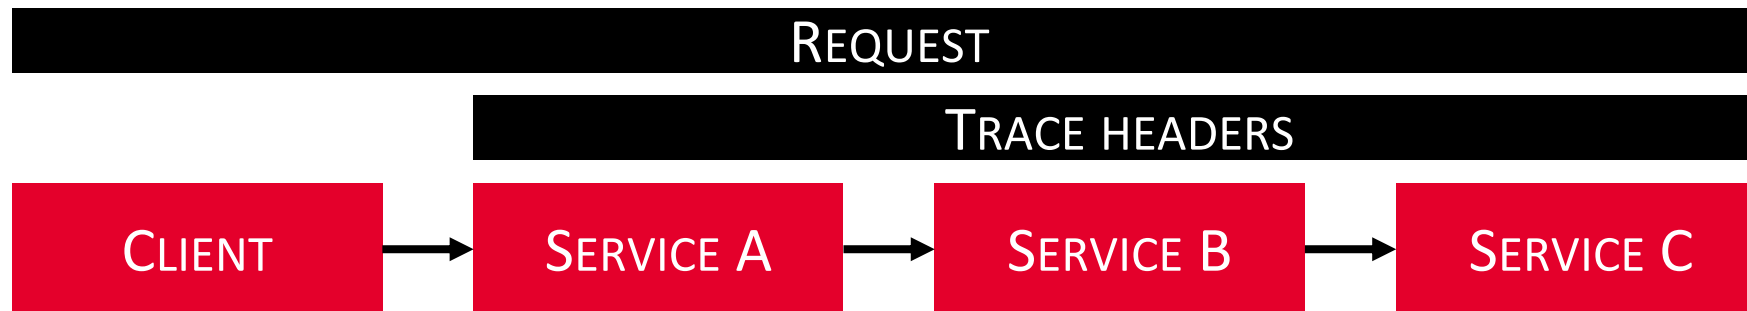 Request
Trace headers
Client
Service A
Service B
Service C